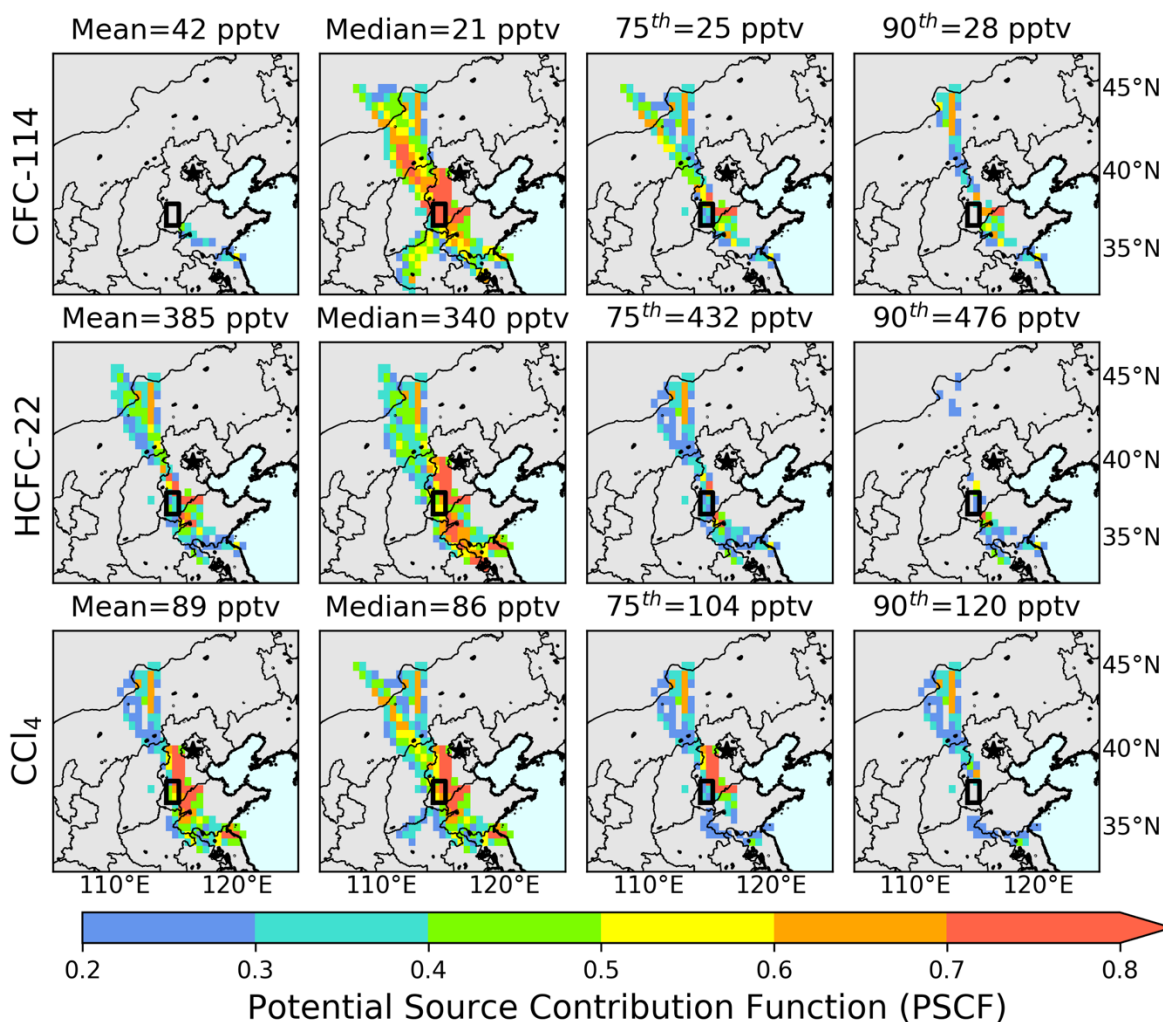 Mean=42 pptv Median=21 pptv 75th=25 pptv 90th=28 pptv
CFC-114
45°N
40°N
35°N
Mean=385 pptv Median=340 pptv 75th=432 pptv 90th=476 pptv
HCFC-22
45°N
40°N
35°N
Mean=89 pptv Median=86 pptv 75th=104 pptv 90th=120 pptv
CCl4
45°N
40°N
35°N
110°E 120°E 110°E 120°E 110°E 120°E 110°E 120°E
0.2 0.3 0.4 0.5 0.6 0.7 0.8
Potential Source Contribution Function (PSCF)